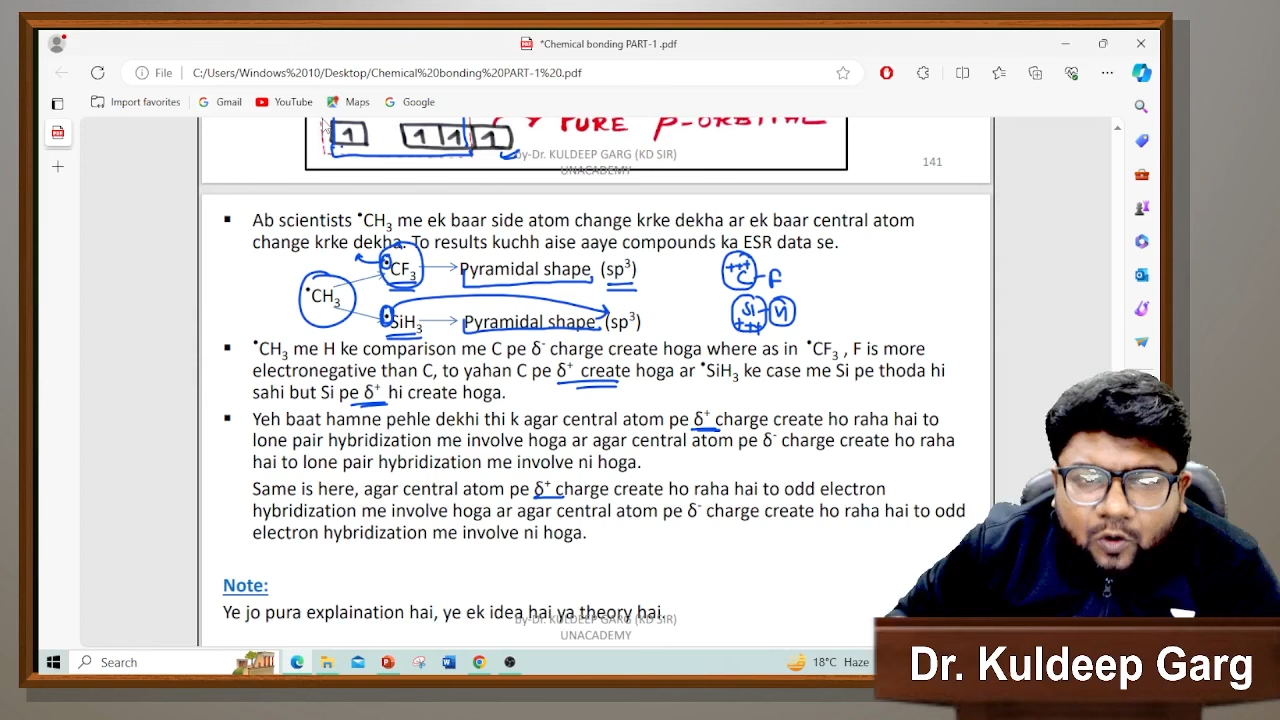 *Chemical bonding PART-1.pdf
File C:/Users/Windows%2010/Desktop/Chemical%20bonding%20PART-1%20.pdf
Import favorites Gmail YouTube Maps Google
1 1 1 1 → PURE p-ORBITAL
by-Dr. KULDEEP GARG (KD SIR)
UNACADEMY
141
Ab scientists •CH₃ me ek baar side atom change krke dekha ar ek baar central atom
change krke dekha. To results kuchh aise aaye compounds ka ESR data se.
•CF₃ → Pyramidal shape (sp³)
+++ C-F
•CH₃
•SiH₃ → Pyramidal shape (sp³)
Si-H
+++
•CH₃ me H ke comparison me C pe δ⁻ charge create hoga where as in •CF₃ , F is more
electronegative than C, to yahan C pe δ⁺ create hoga ar •SiH₃ ke case me Si pe thoda hi
sahi but Si pe δ⁺ hi create hoga.
Yeh baat hamne pehle dekhi thi k agar central atom pe δ⁺ charge create ho raha hai to
lone pair hybridization me involve hoga ar agar central atom pe δ⁻ charge create ho raha
hai to lone pair hybridization me involve ni hoga.
Same is here, agar central atom pe δ⁺ charge create ho raha hai to odd electron
hybridization me involve hoga ar agar central atom pe δ⁻ charge create ho raha hai to odd
electron hybridization me involve ni hoga.
Note:
Ye jo pura explaination hai, ye ek idea hai ya theory hai.
by-Dr. KULDEEP GARG (KD SIR)
UNACADEMY
Search
18°C Haze
Dr. Kuldeep Garg